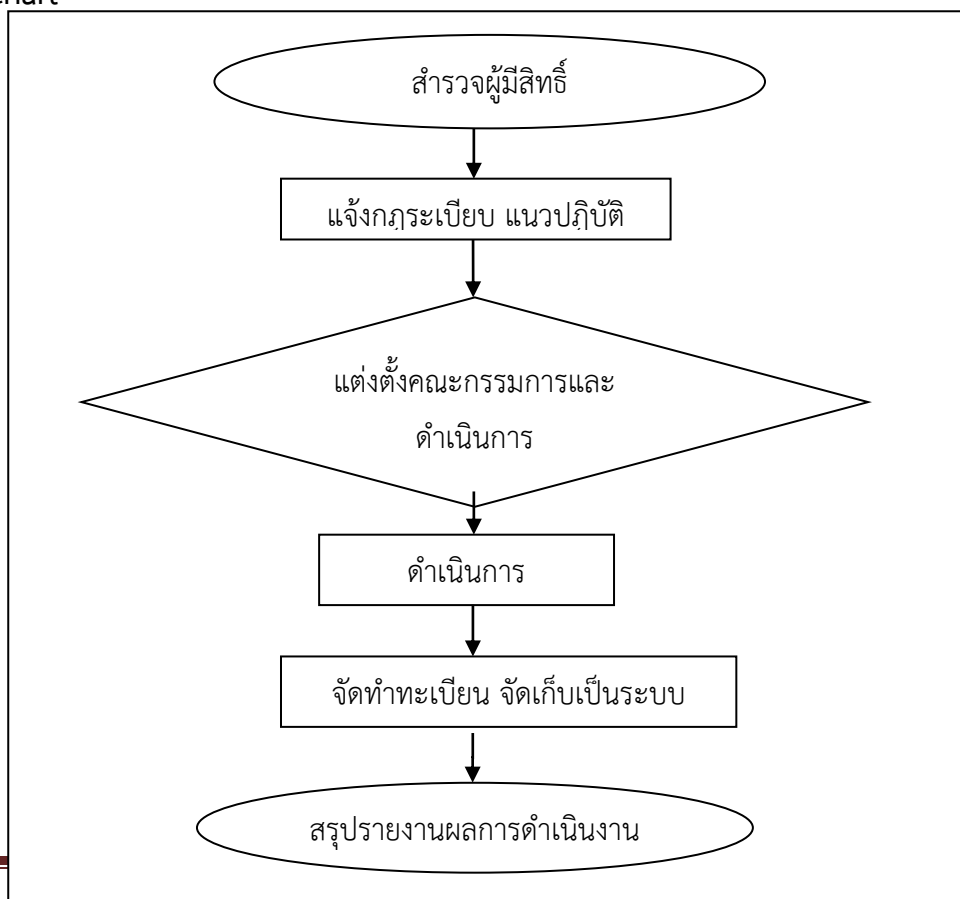 สำรวจผู้มีสิทธิ์
แจ้งกฎระเบียบ แนวปฏิบัติ
แต่งตั้งคณะกรรมการและ
ดำเนินการ
ดำเนินการ
จัดทำทะเบียน จัดเก็บเป็นระบบ
สรุปรายงานผลการดำเนินงาน